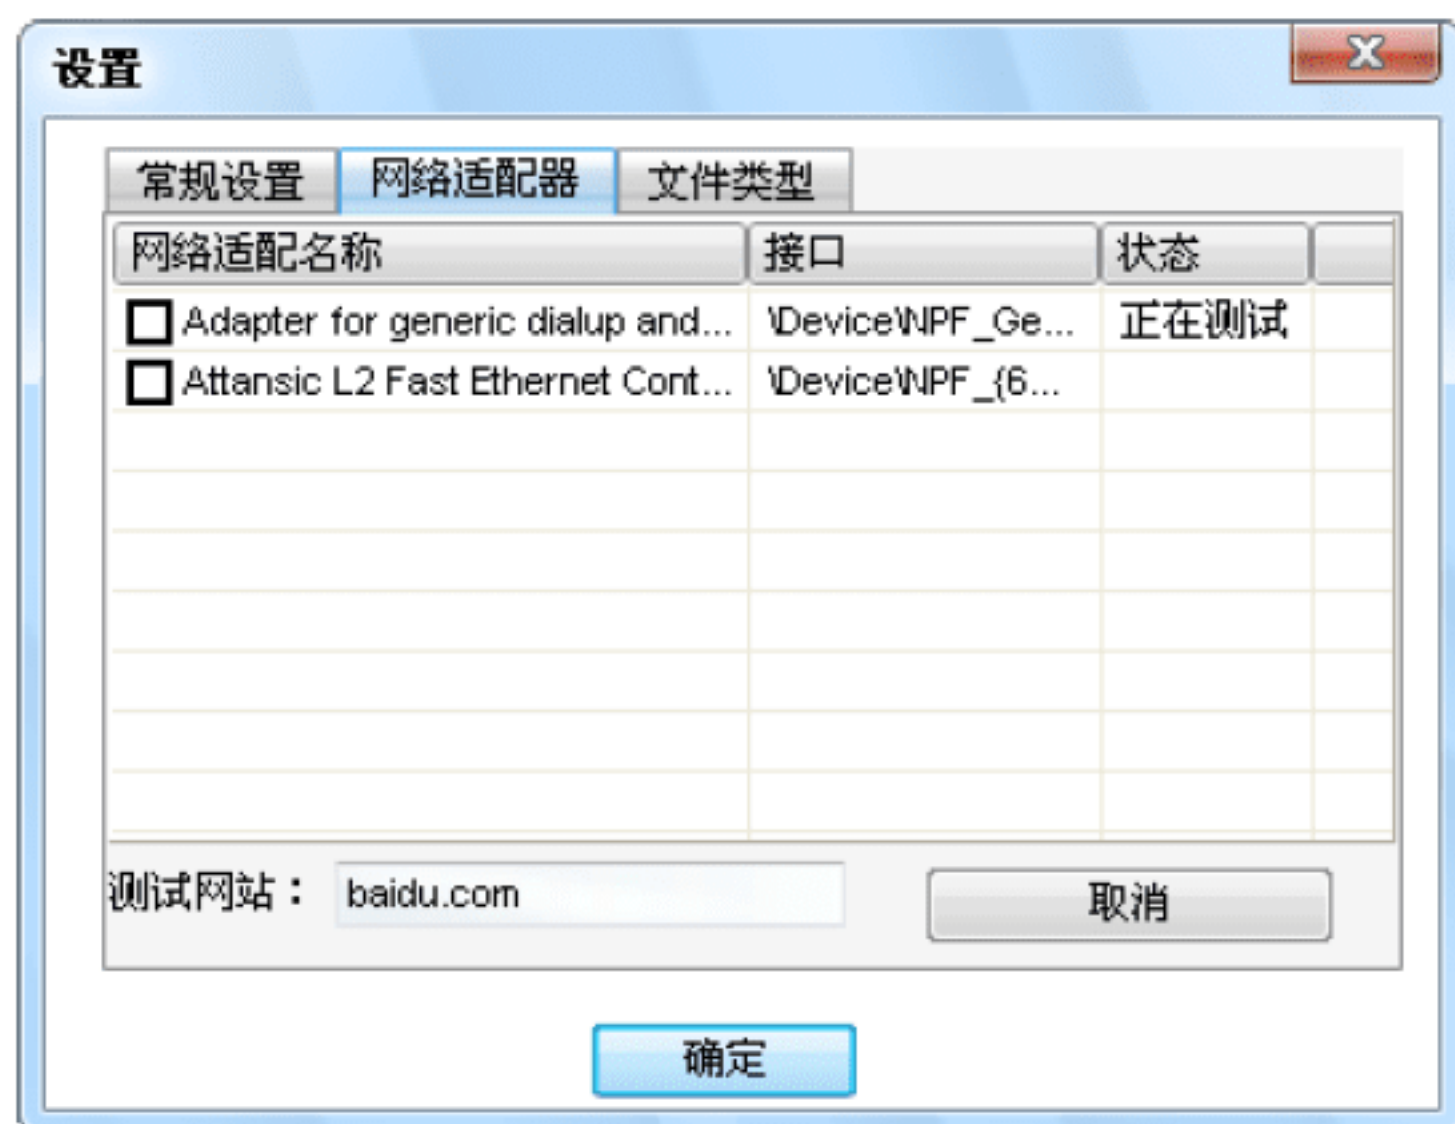 设置
常规设置 网络适配器 文件类型
网络适配名称 接口 状态
Adapter for generic dialup and... \Device\NPF_Ge... 正在测试
Attansic L2 Fast Ethernet Cont... \Device\NPF_{6...
测试网站： baidu.com 取消
确定